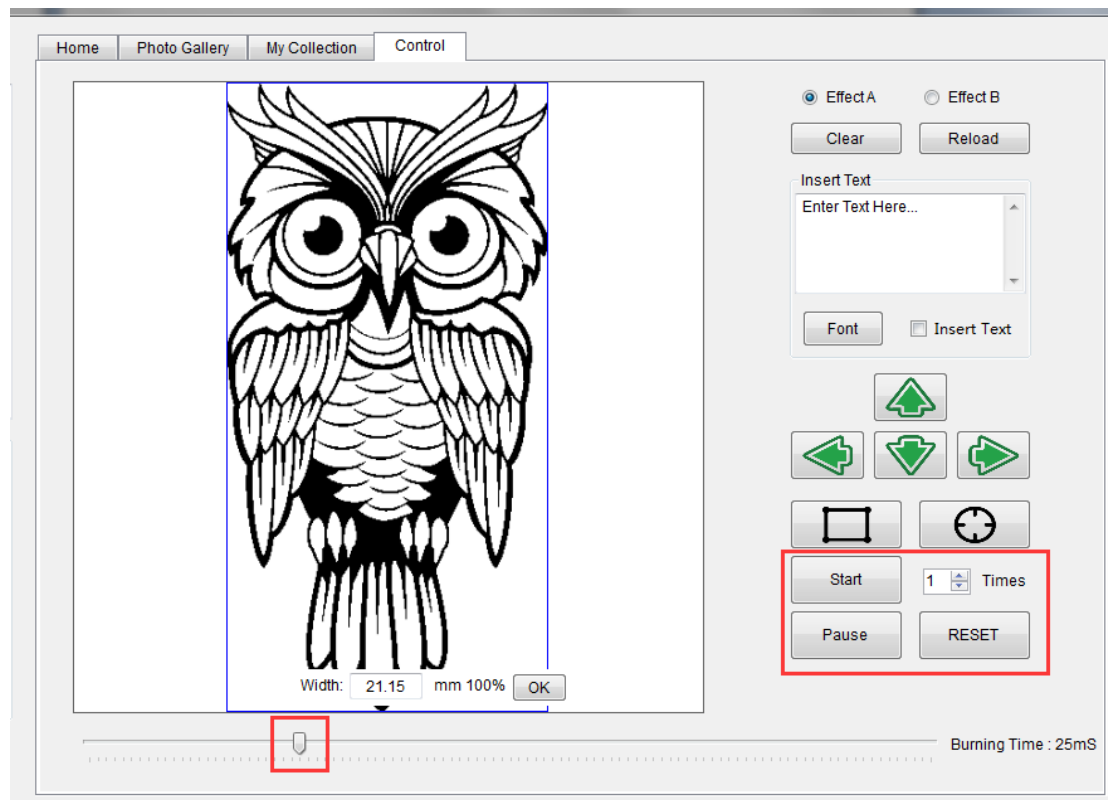 Home Photo Gallery My Collection Control
Effect A Effect B
Clear Reload
Insert Text
Enter Text Here...
Font Insert Text
Start 1 Times
Pause RESET
Width: 21.15 mm 100% OK
Burning Time : 25mS